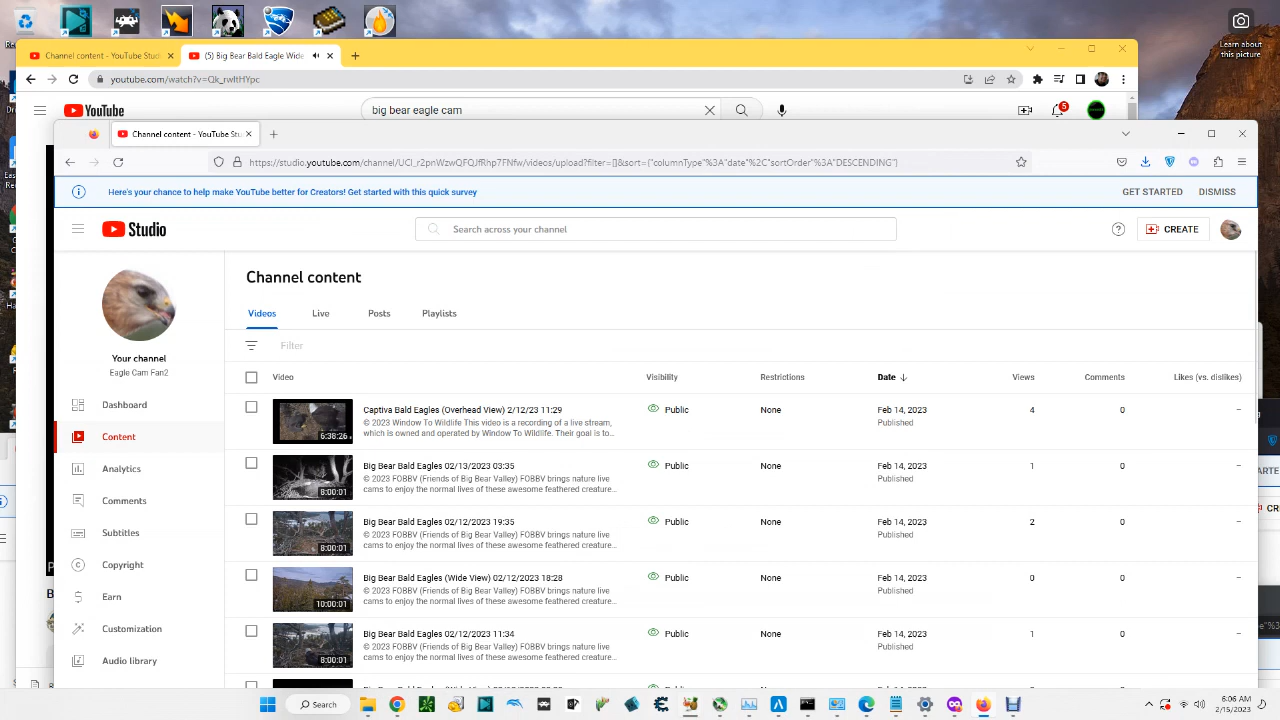 Learn about
this picture
Channel content - YouTube Stu
(5) Big Bear Bald Eagle Wide
youtube.com/watch?v=Qk_rwItHYpc
YouTube
big bear eagle cam
5
Channel content - YouTube Stu
https://studio.youtube.com/channel/UCl_r2pnWzwQFQJfRhp7FNfw/videos/upload?filter=[]&sort={"columnType"%3A"date"%2C"sortOrder"%3A"DESCENDING"}
Here's your chance to help make YouTube better for Creators! Get started with this quick survey
GET STARTED
DISMISS
Studio
Search across your channel
CREATE
Channel content
Videos
Live
Posts
Playlists
Your channel
Eagle Cam Fan2
Filter
Video
Visibility
Restrictions
Date
Views
Comments
Likes (vs. dislikes)
Dashboard
Content
Analytics
Comments
Subtitles
Copyright
Earn
Customization
Audio library
6:38:26
Captiva Bald Eagles (Overhead View) 2/12/23 11:29
© 2023 Window To Wildlife This video is a recording of a live stream,
which is owned and operated by Window To Wildlife. Their goal is to...
Public
None
Feb 14, 2023
Published
4
0
–
8:00:01
Big Bear Bald Eagles 02/13/2023 03:35
© 2023 FOBBV (Friends of Big Bear Valley) FOBBV brings nature live
cams to enjoy the normal lives of these awesome feathered creature...
Public
None
Feb 14, 2023
Published
1
0
–
8:00:01
Big Bear Bald Eagles 02/12/2023 19:35
© 2023 FOBBV (Friends of Big Bear Valley) FOBBV brings nature live
cams to enjoy the normal lives of these awesome feathered creature...
Public
None
Feb 14, 2023
Published
2
0
–
10:00:01
Big Bear Bald Eagles (Wide View) 02/12/2023 18:28
© 2023 FOBBV (Friends of Big Bear Valley) FOBBV brings nature live
cams to enjoy the normal lives of these awesome feathered creature...
Public
None
Feb 14, 2023
Published
0
0
–
8:00:01
Big Bear Bald Eagles 02/12/2023 11:34
© 2023 FOBBV (Friends of Big Bear Valley) FOBBV brings nature live
cams to enjoy the normal lives of these awesome feathered creature...
Public
None
Feb 14, 2023
Published
1
0
–
Search
6:06 AM
2/15/2023